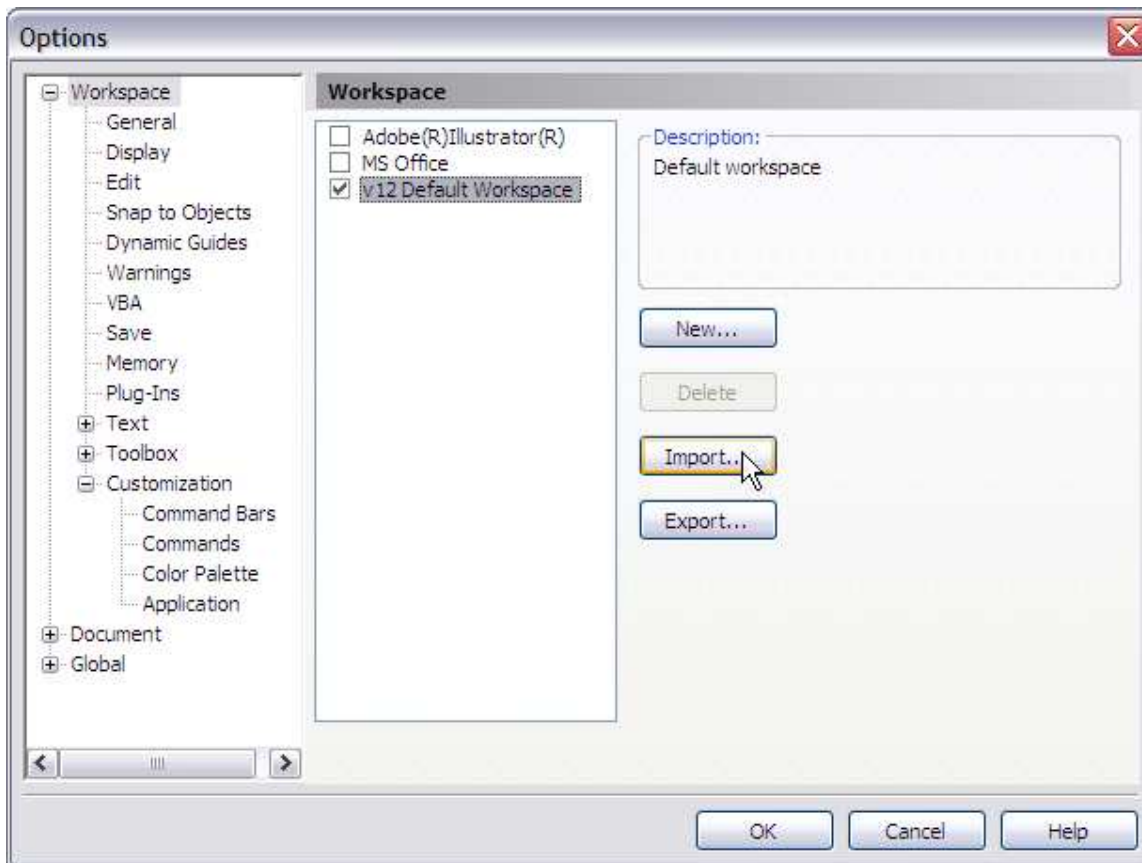 Options
Workspace
General
Display
Edit
Snap to Objects
Dynamic Guides
Warnings
VBA
Save
Memory
Plug-Ins
Text
Toolbox
Customization
Command Bars
Commands
Color Palette
Application
Document
Global
Workspace
Adobe(R)Illustrator(R)
MS Office
v12 Default Workspace
Description:
Default workspace
New...
Delete
Import...
Export...
OK
Cancel
Help